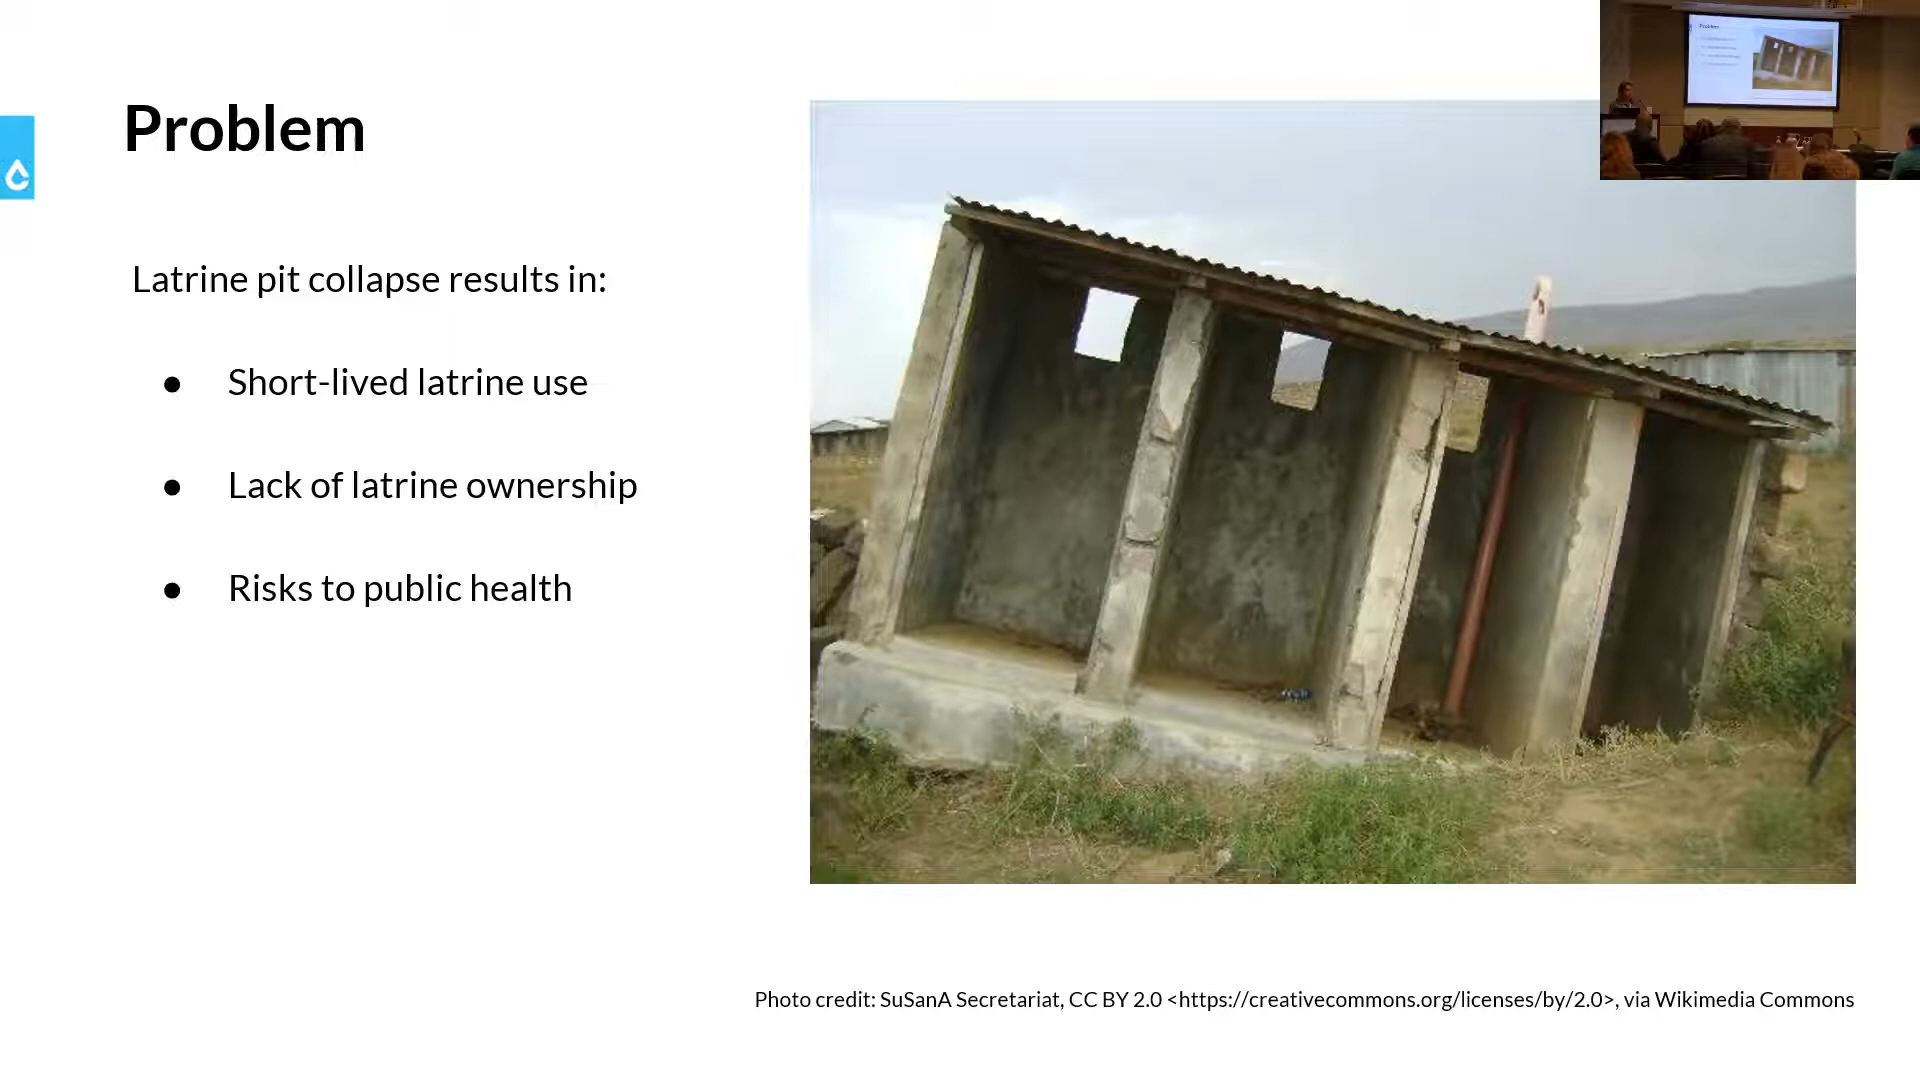 Problem
Latrine pit collapse results in:
● Short-lived latrine use
● Lack of latrine ownership
● Risks to public health
Photo credit: SuSanA Secretariat, CC BY 2.0 <https://creativecommons.org/licenses/by/2.0>, via Wikimedia Commons
Problem